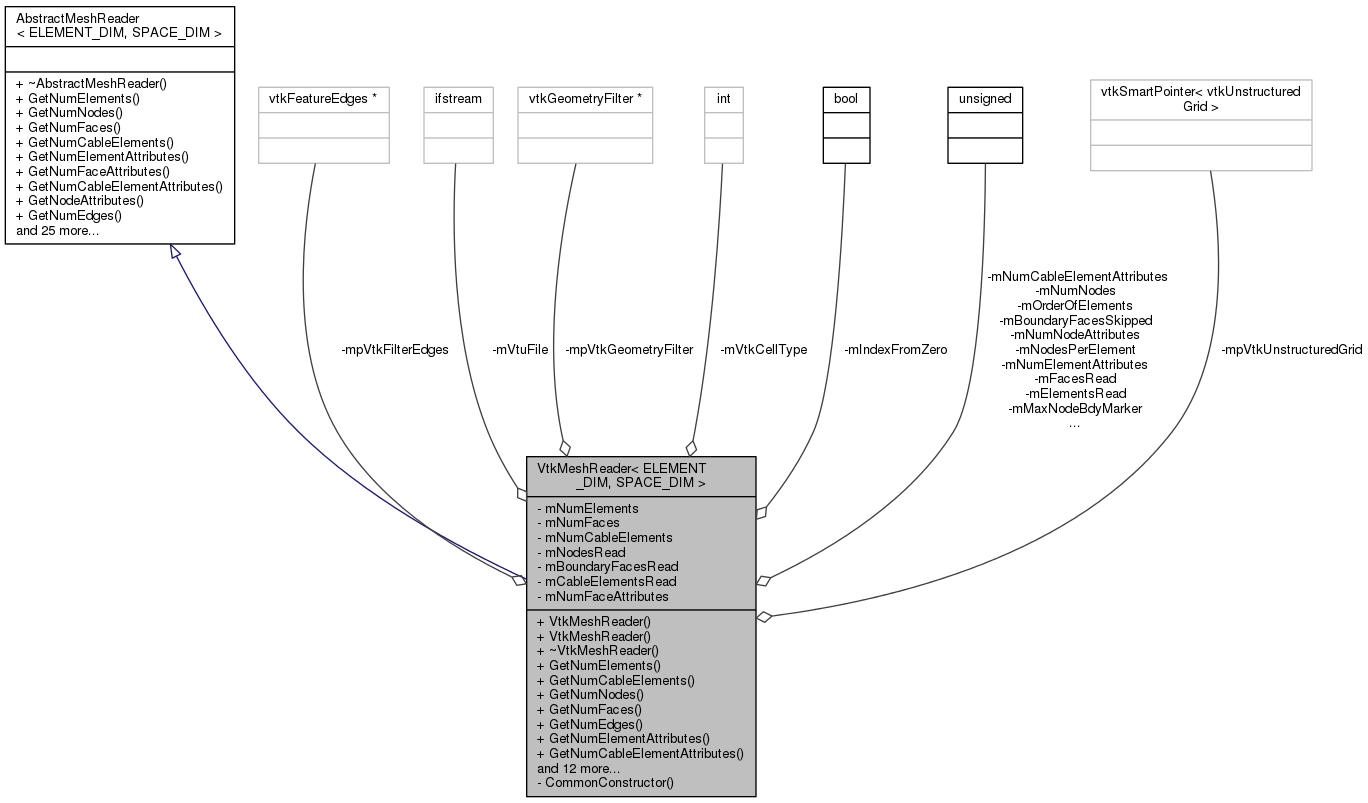 AbstractMeshReader
< ELEMENT_DIM, SPACE_DIM >
+ ~AbstractMeshReader()
+ GetNumElements()
+ GetNumNodes()
+ GetNumFaces()
+ GetNumCableElements()
+ GetNumElementAttributes()
+ GetNumFaceAttributes()
+ GetNumCableElementAttributes()
+ GetNodeAttributes()
+ GetNumEdges()
and 25 more...
vtkFeatureEdges *
ifstream
vtkGeometryFilter *
int
bool
unsigned
vtkSmartPointer< vtkUnstructured
Grid >
-mpVtkFilterEdges
-mVtuFile
-mpVtkGeometryFilter
-mVtkCellType
-mIndexFromZero
-mNumCableElementAttributes
-mNumNodes
-mOrderOfElements
-mBoundaryFacesSkipped
-mNumNodeAttributes
-mNodesPerElement
-mNumElementAttributes
-mFacesRead
-mElementsRead
-mMaxNodeBdyMarker
...
-mpVtkUnstructuredGrid
VtkMeshReader< ELEMENT
_DIM, SPACE_DIM >
- mNumElements
- mNumFaces
- mNumCableElements
- mNodesRead
- mBoundaryFacesRead
- mCableElementsRead
- mNumFaceAttributes
+ VtkMeshReader()
+ VtkMeshReader()
+ ~VtkMeshReader()
+ GetNumElements()
+ GetNumCableElements()
+ GetNumNodes()
+ GetNumFaces()
+ GetNumEdges()
+ GetNumElementAttributes()
+ GetNumCableElementAttributes()
and 12 more...
- CommonConstructor()